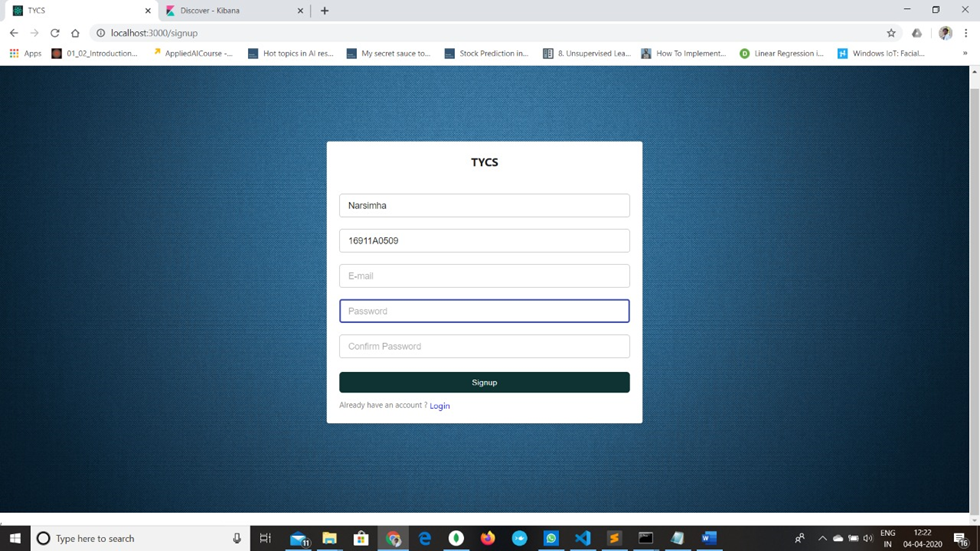 TYCS
Discover - Kibana
localhost:3000/signup
Apps
01_02_Introduction...
AppliedAICourse -...
Hot topics in AI res...
My secret sauce to...
Stock Prediction in...
8. Unsupervised Lea...
How To Implement...
Linear Regression i...
Windows IoT: Facial...
»
TYCS
Narsimha
16911A0509
E-mail
Password
Confirm Password
Signup
Already have an account ? Login
Type here to search
11
ENG
IN
12:22
04-04-2020
16